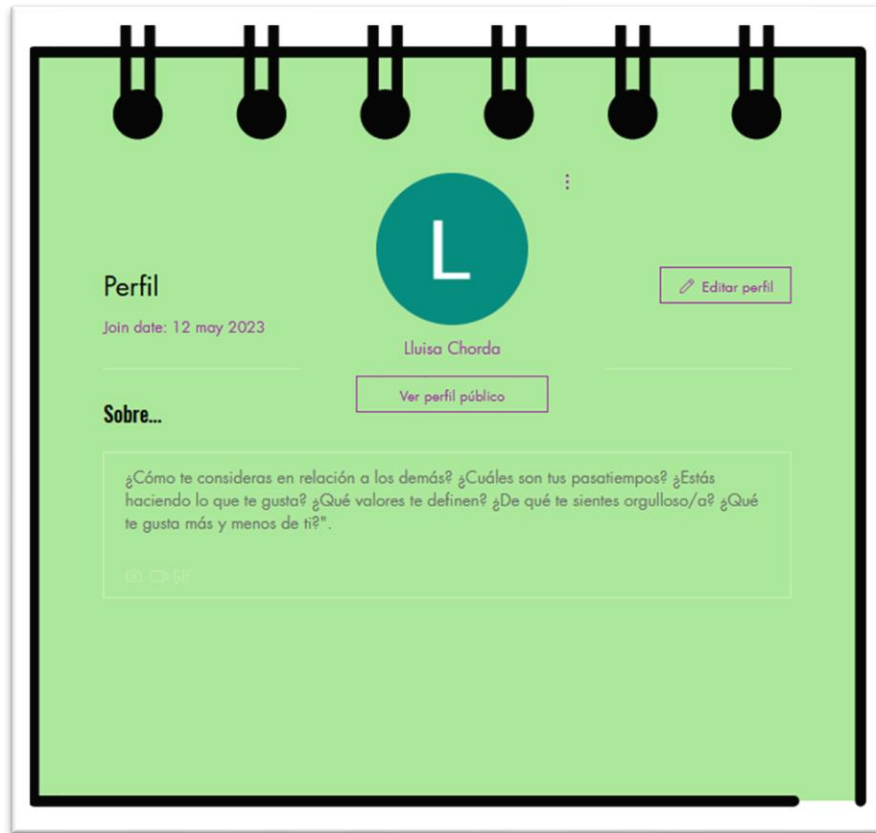 L
Perfil
Editar perfil
Join date: 12 may 2023
Lluisa Chorda
Ver perfil público
Sobre...
¿Cómo te consideras en relación a los demás? ¿Cuáles son tus pasatiempos? ¿Estás
haciendo lo que te gusta? ¿Qué valores te definen? ¿De qué te sientes orgulloso/a? ¿Qué
te gusta más y menos de ti?".
GIF